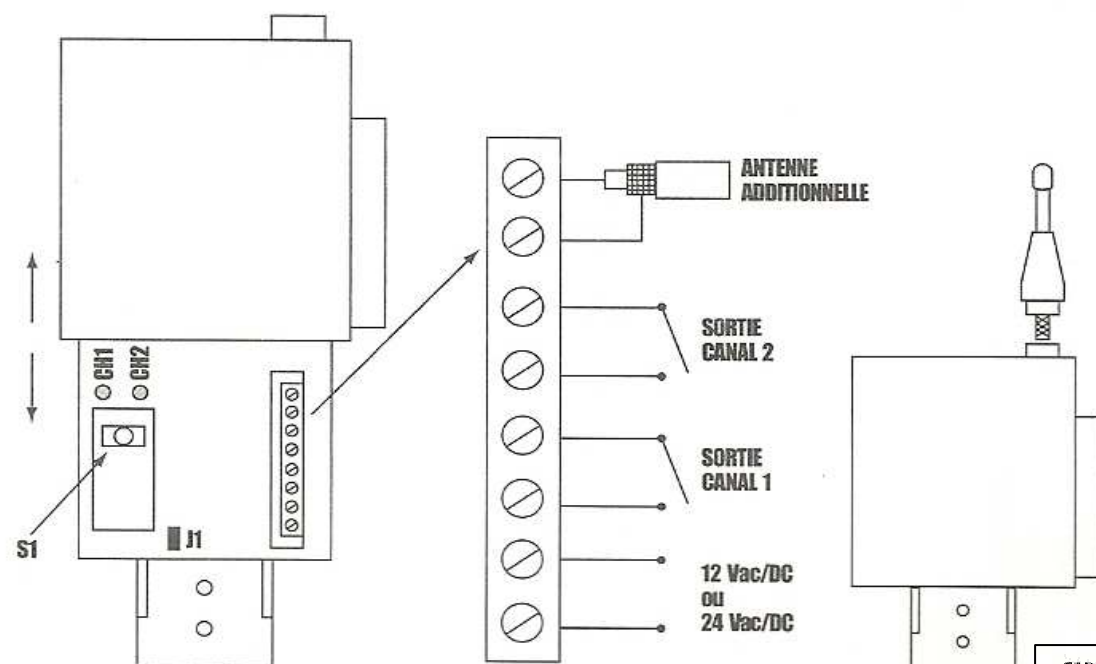 CH1
CH2
S1
J1
ANTENNE
ADDITIONNELLE
SORTIE
CANAL 2
SORTIE
CANAL 1
12 Vac/DC
ou
24 Vac/DC